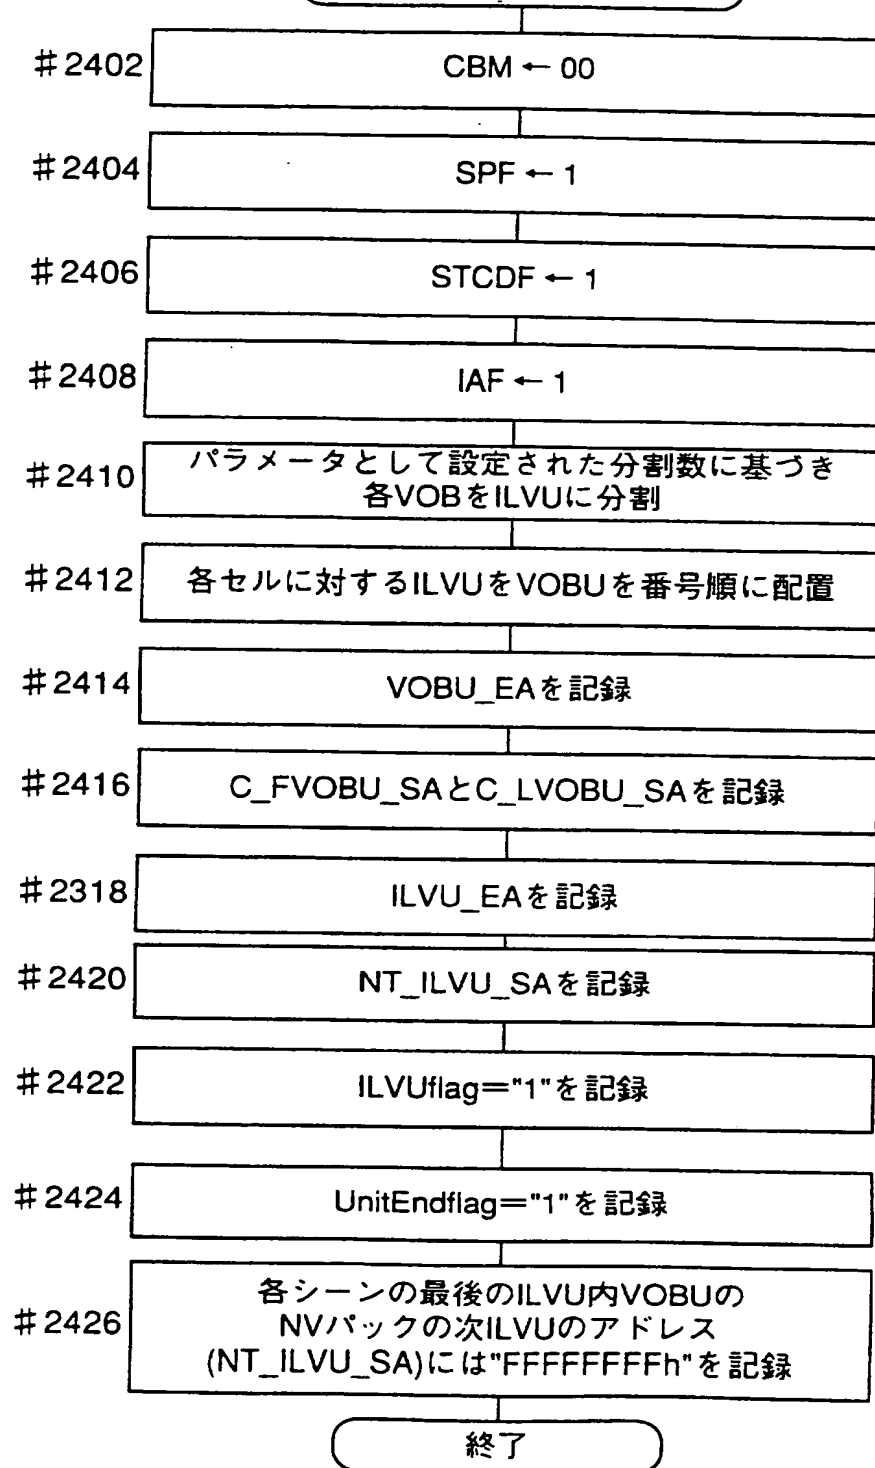 #2402
CBM ← 00
#2404
SPF ← 1
#2406
STCDF ← 1
#2408
IAF ← 1
#2410
パラメータとして設定された分割数に基づき
各VOBをILVUに分割
#2412
各セルに対するILVUをVOBUを番号順に配置
#2414
VOBU_EAを記録
#2416
C_FVOBU_SAとC_LVOBU_SAを記録
#2318
ILVU_EAを記録
#2420
NT_ILVU_SAを記録
#2422
ILVUflag="1"を記録
#2424
UnitEndflag="1"を記録
#2426
各シーンの最後のILVU内VOBUの
NVパックの次ILVUのアドレス
(NT_ILVU_SA)には"FFFFFFFFh"を記録
終了